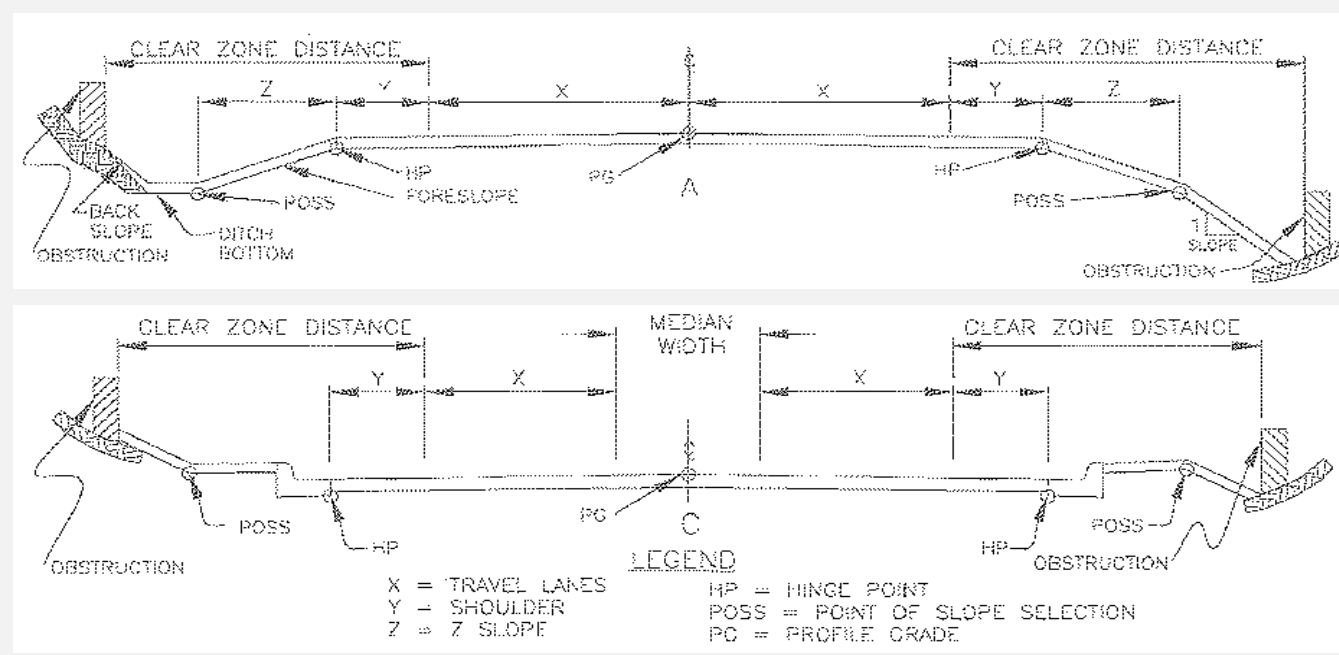 CLEAR ZONE DISTANCE
CLEAR ZONE DISTANCE
Z
Y
X
X
Y
Z
HP
PG
HP
A
FORESLOPE
POSS
POSS
BACK
SLOPE
DITCH
BOTTOM
1
SLOPE
OBSTRUCTION
OBSTRUCTION
CLEAR ZONE DISTANCE
MEDIAN
WIDTH
CLEAR ZONE DISTANCE
Y
X
X
Y
POSS
PG
C
POSS
HP
HP
OBSTRUCTION
OBSTRUCTION
LEGEND
X = TRAVEL LANES
Y = SHOULDER
Z = Z SLOPE
HP = HINGE POINT
POSS = POINT OF SLOPE SELECTION
PG = PROFILE GRADE